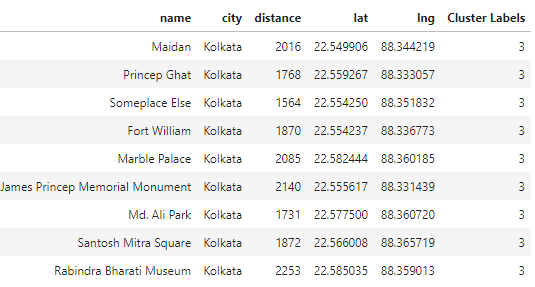 name city distance lat lng Cluster Labels
Maidan Kolkata 2016 22.549906 88.344219 3
Princep Ghat Kolkata 1768 22.559267 88.333057 3
Someplace Else Kolkata 1564 22.554250 88.351832 3
Fort William Kolkata 1870 22.554237 88.336773 3
Marble Palace Kolkata 2085 22.582444 88.360185 3
James Princep Memorial Monument Kolkata 2140 22.555617 88.331439 3
Md. Ali Park Kolkata 1731 22.577500 88.360720 3
Santosh Mitra Square Kolkata 1872 22.566008 88.365719 3
Rabindra Bharati Museum Kolkata 2253 22.585035 88.359013 3